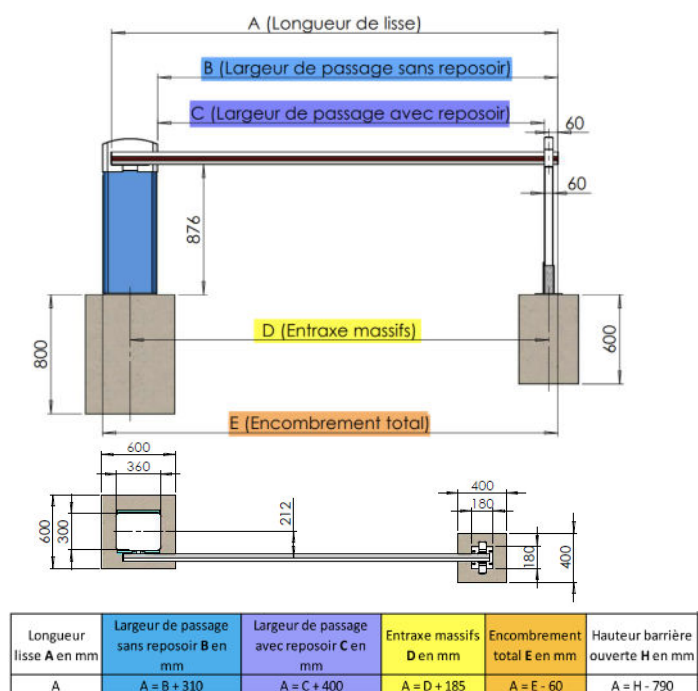 A (Longueur de lisse)
B (Largeur de passage sans reposoir)
C (Largeur de passage avec reposoir)
60
60
876
D (Entraxe massifs)
800
600
E (Encombrement total)
600
360
400
180
212
600
300
180
400
Longueur lisse A en mm
Largeur de passage sans reposoir B en mm
Largeur de passage avec reposoir C en mm
Entraxe massifs D en mm
Encombrement total E en mm
Hauteur barrière ouverte H en mm
A
A = B + 310
A = C + 400
A = D + 185
A = E - 60
A = H - 790